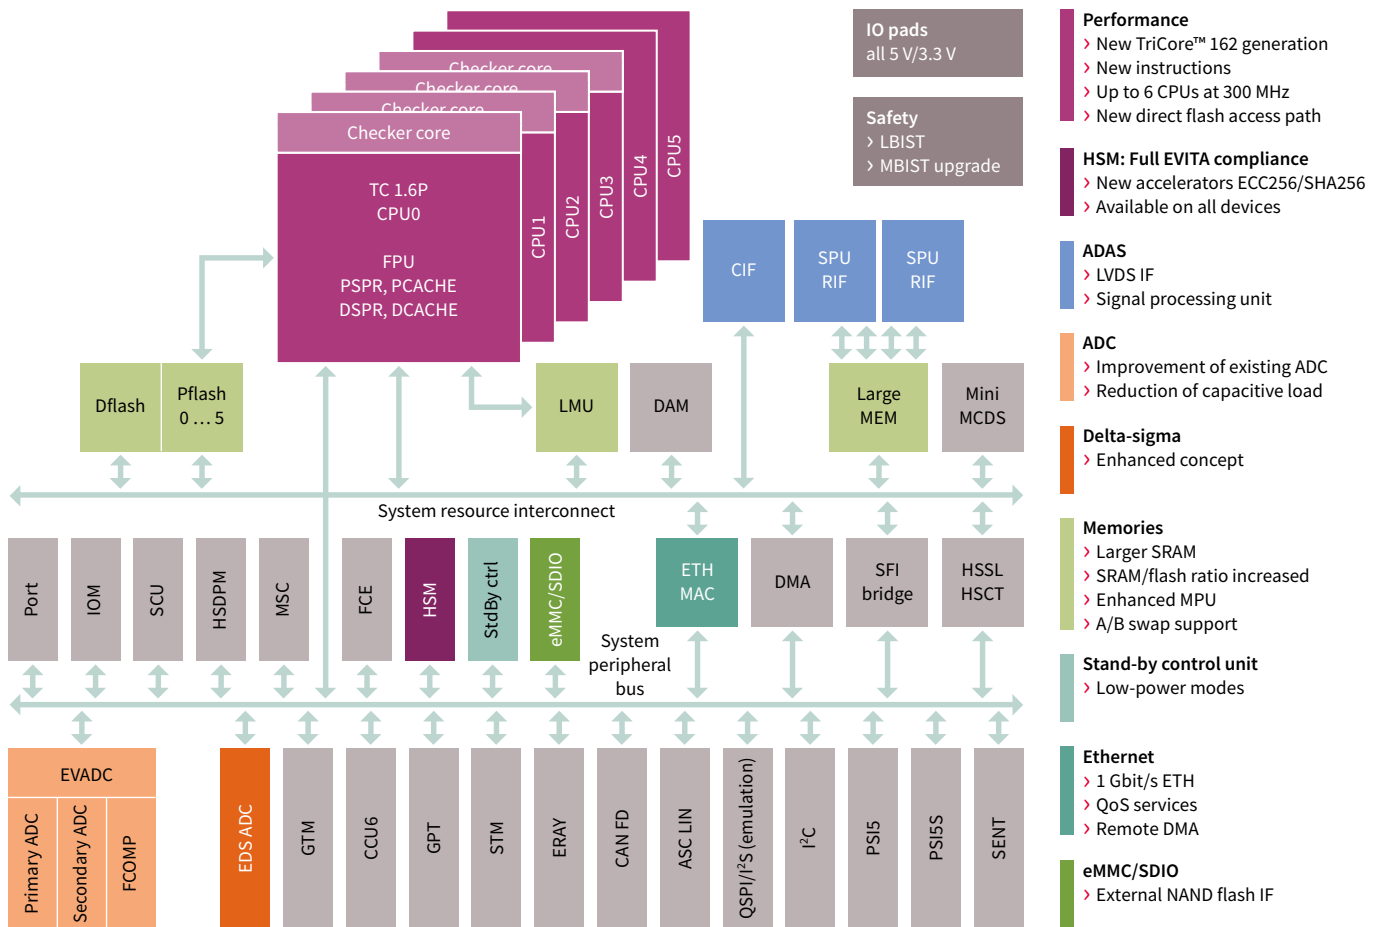 Checker core
Checker core
Checker core
Checker core
TC 1.6P
CPU0
FPU
PSPR, PCACHE
DSPR, DCACHE
CPU1
CPU2
CPU3
CPU4
CPU5
IO pads
all 5 V/3.3 V
Safety
› LBIST
› MBIST upgrade
CIF
SPU
RIF
SPU
RIF
Dflash
Pflash
0 … 5
LMU
DAM
Large
MEM
Mini
MCDS
System resource interconnect
Port
IOM
SCU
HSDPM
MSC
FCE
HSM
StdBy ctrl
eMMC/SDIO
System
peripheral
bus
ETH
MAC
DMA
SFI
bridge
HSSL
HSCT
EVADC
Primary ADC
Secondary ADC
FCOMP
EDS ADC
GTM
CCU6
GPT
STM
ERAY
CAN FD
ASC LIN
QSPI/I²S (emulation)
I²C
PSI5
PSI5S
SENT
Performance
› New TriCore™ 162 generation
› New instructions
› Up to 6 CPUs at 300 MHz
› New direct flash access path
HSM: Full EVITA compliance
› New accelerators ECC256/SHA256
› Available on all devices
ADAS
› LVDS IF
› Signal processing unit
ADC
› Improvement of existing ADC
› Reduction of capacitive load
Delta-sigma
› Enhanced concept
Memories
› Larger SRAM
› SRAM/flash ratio increased
› Enhanced MPU
› A/B swap support
Stand-by control unit
› Low-power modes
Ethernet
› 1 Gbit/s ETH
› QoS services
› Remote DMA
eMMC/SDIO
› External NAND flash IF